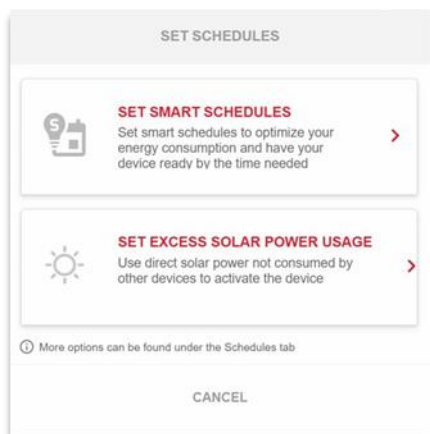 SET SCHEDULES
SET SMART SCHEDULES
Set smart schedules to optimize your
energy consumption and have your
device ready by the time needed
SET EXCESS SOLAR POWER USAGE
Use direct solar power not consumed by
other devices to activate the device
More options can be found under the Schedules tab
CANCEL